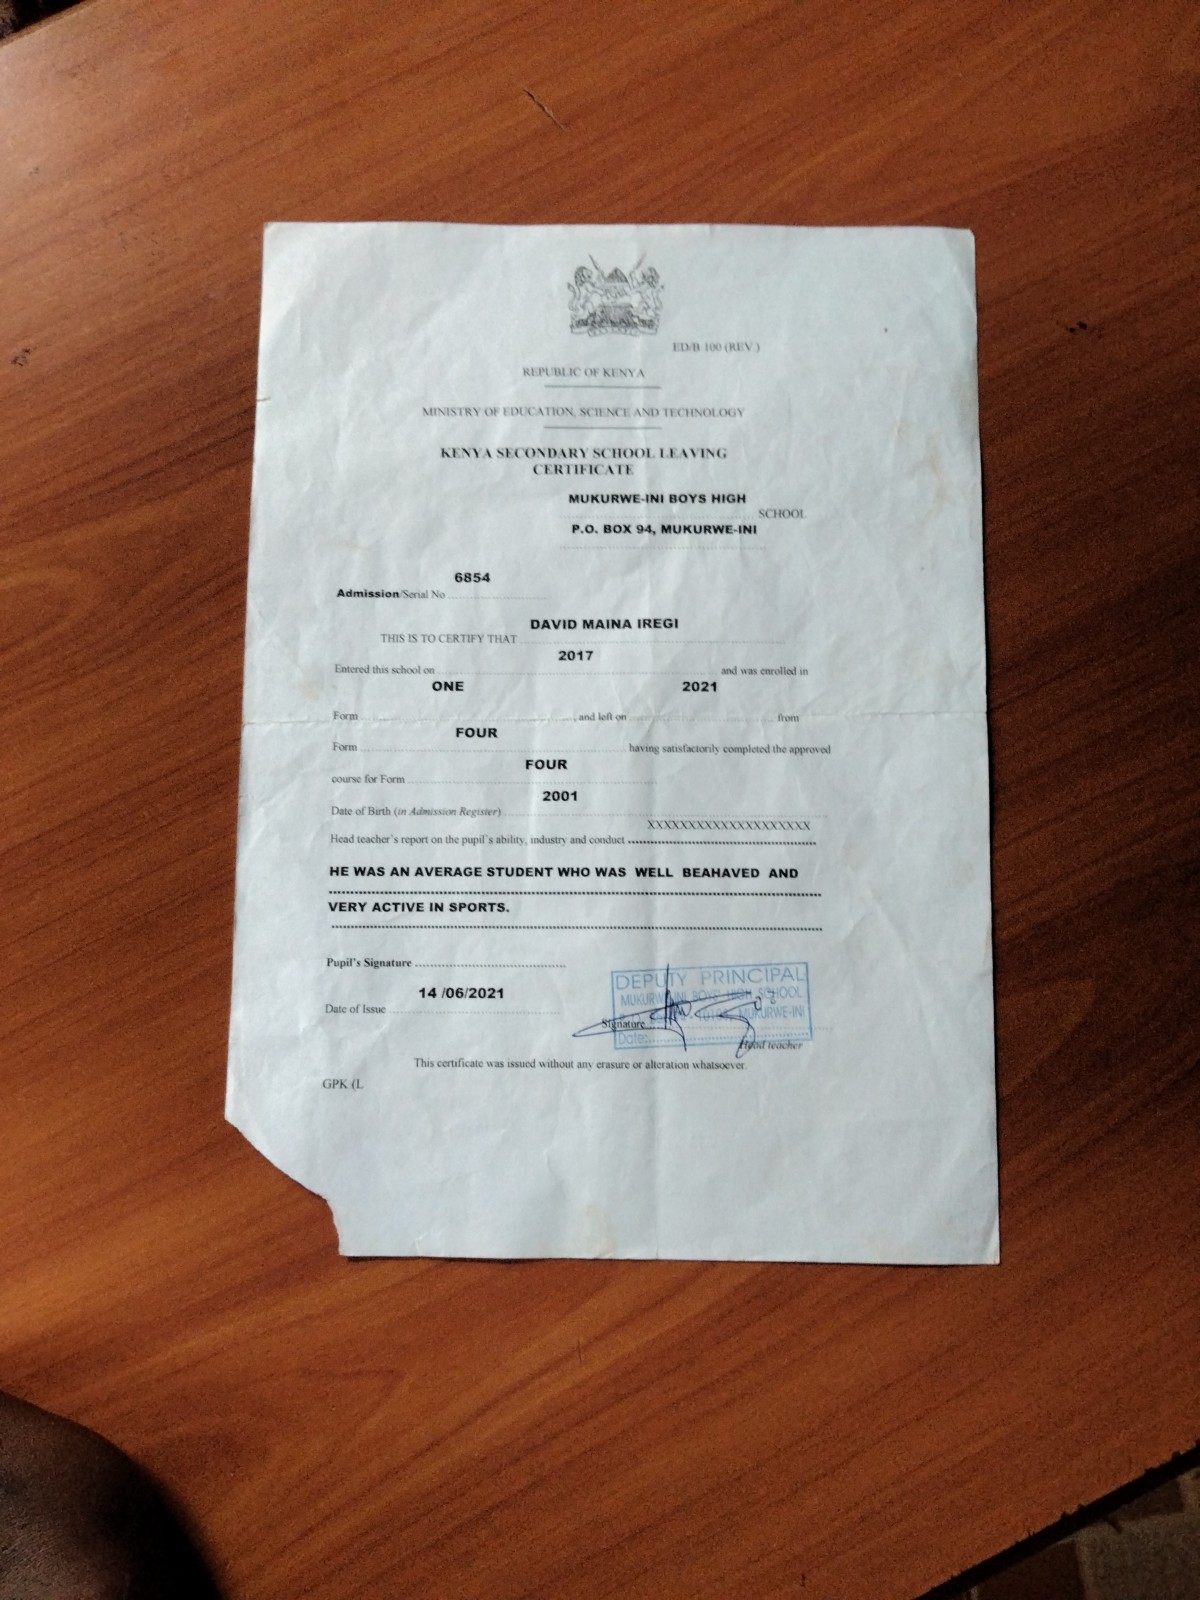 ED/B 100 (REV.)
REPUBLIC OF KENYA
MINISTRY OF EDUCATION, SCIENCE AND TECHNOLOGY
KENYA SECONDARY SCHOOL LEAVING
CERTIFICATE
MUKURWE-INI BOYS HIGH
SCHOOL
P.O. BOX 94, MUKURWE-INI
6854
Admission/Serial No
DAVID MAINA IREGI
THIS IS TO CERTIFY THAT
2017
Entered this school on and was enrolled in
ONE 2021
Form , and left on from
FOUR
Form having satisfactorily completed the approved
FOUR
course for Form
2001
Date of Birth (in Admission Register)
XXXXXXXXXXXXXXXXXXXX
Head teacher's report on the pupil's ability, industry and conduct
HE WAS AN AVERAGE STUDENT WHO WAS WELL BEAHAVED AND
VERY ACTIVE IN SPORTS.
Pupil's Signature
14 /06/2021
Date of Issue
DEPUTY PRINCIPAL
MUKURWE-INI BOYS' HIGH SCHOOL
MUKURWE-INI
Signature
Date:
Head teacher
This certificate was issued without any erasure or alteration whatsoever.
GPK (L